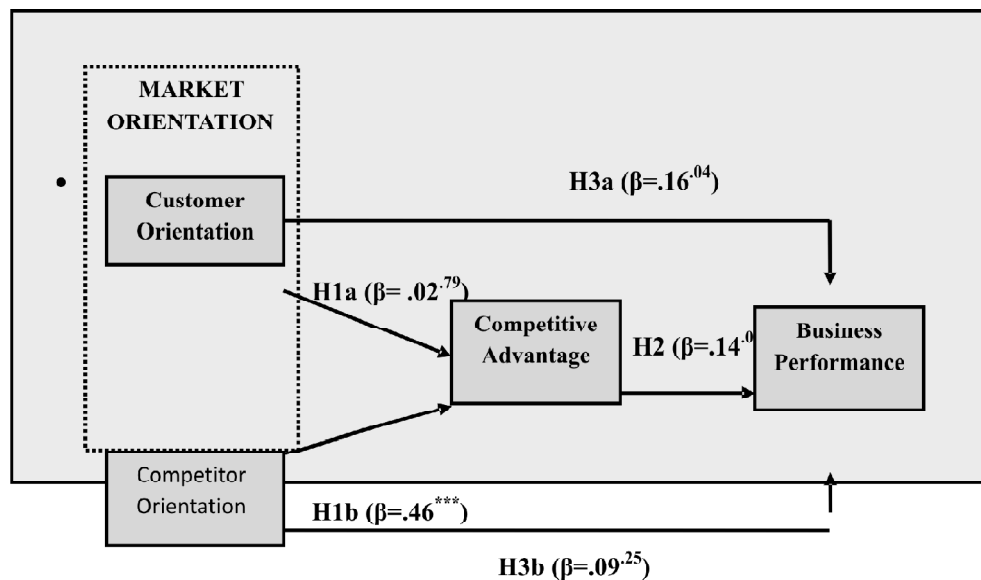 MARKET
ORIENTATION
H3a (β=.16.04)
Customer
Orientation
H1a (β= .02.79)
Competitive
Advantage
H2 (β=.14.0
Business
Performance
Competitor
Orientation
H1b (β=.46***)
H3b (β=.09.25)